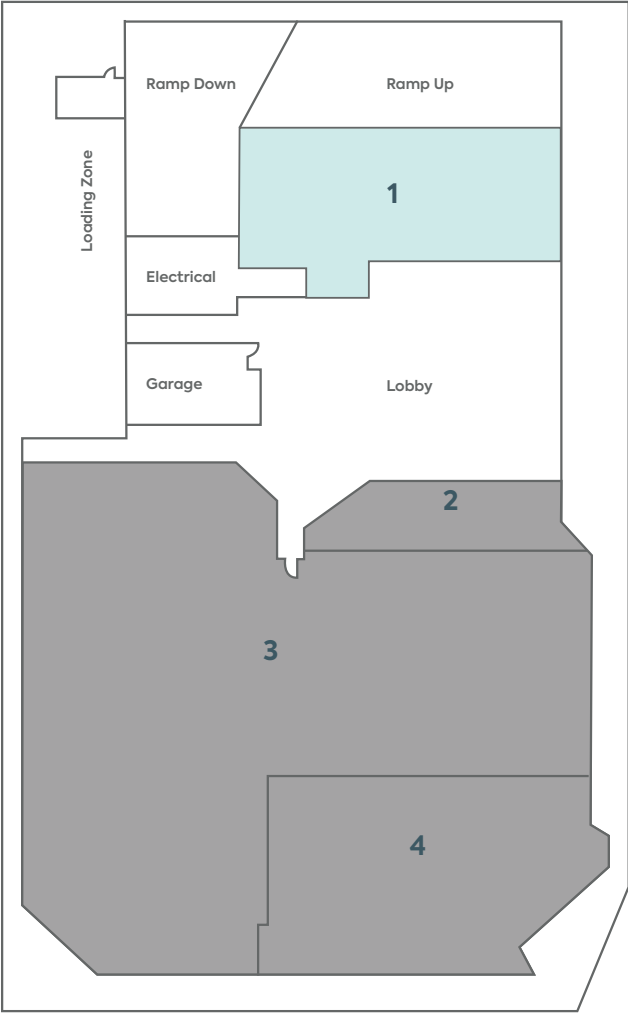 Ramp Down
Ramp Up
Loading Zone
1
Electrical
Garage
Lobby
2
3
4